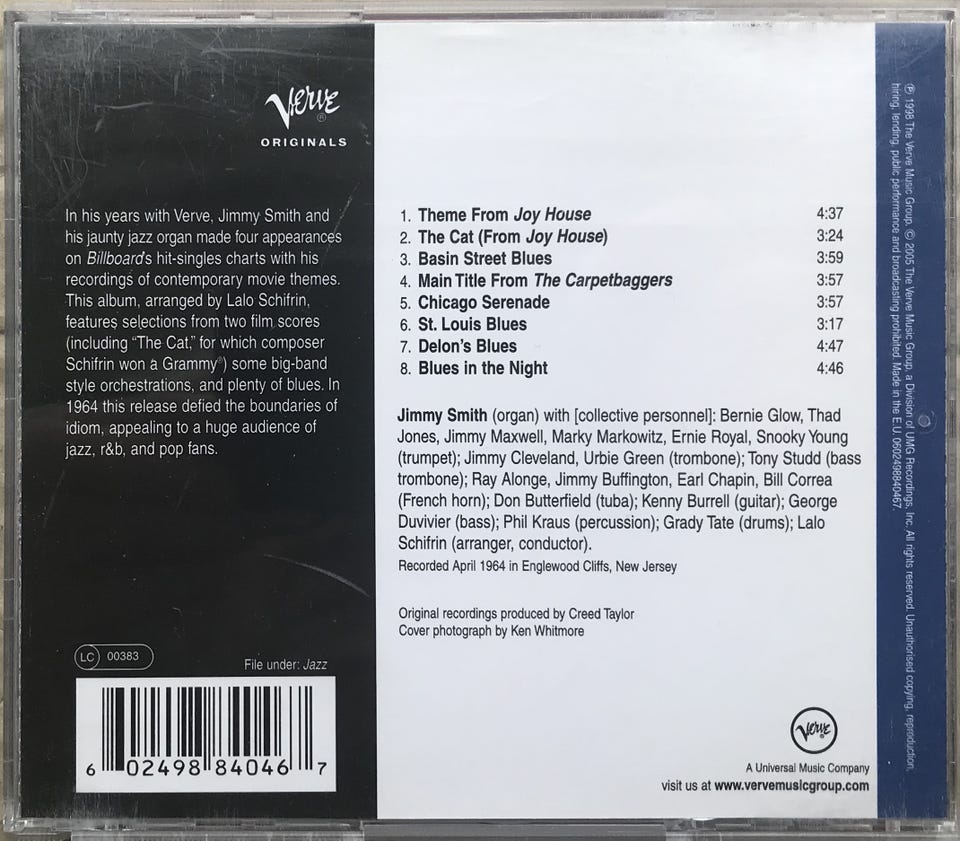 Verve®
ORIGINALS
In his years with Verve, Jimmy Smith and
his jaunty jazz organ made four appearances
on Billboard's hit-singles charts with his
recordings of contemporary movie themes.
This album, arranged by Lalo Schifrin,
features selections from two film scores
(including “The Cat,” for which composer
Schifrin won a Grammy®) some big-band
style orchestrations, and plenty of blues. In
1964 this release defied the boundaries of
idiom, appealing to a huge audience of
jazz, r&b, and pop fans.
LC 00383
File under: Jazz
6 02498 84046 7
1. Theme From Joy House 4:37
2. The Cat (From Joy House) 3:24
3. Basin Street Blues 3:59
4. Main Title From The Carpetbaggers 3:57
5. Chicago Serenade 3:57
6. St. Louis Blues 3:17
7. Delon's Blues 4:47
8. Blues in the Night 4:46
Jimmy Smith (organ) with [collective personnel]: Bernie Glow, Thad
Jones, Jimmy Maxwell, Marky Markowitz, Ernie Royal, Snooky Young
(trumpet); Jimmy Cleveland, Urbie Green (trombone); Tony Studd (bass
trombone); Ray Alonge, Jimmy Buffington, Earl Chapin, Bill Correa
(French horn); Don Butterfield (tuba); Kenny Burrell (guitar); George
Duvivier (bass); Phil Kraus (percussion); Grady Tate (drums); Lalo
Schifrin (arranger, conductor).
Recorded April 1964 in Englewood Cliffs, New Jersey
Original recordings produced by Creed Taylor
Cover photograph by Ken Whitmore
Verve
A Universal Music Company
visit us at www.vervemusicgroup.com
℗ 1998 The Verve Music Group. © 2005 The Verve Music Group, a Division of UMG Recordings, Inc. All rights reserved. Unauthorised copying, reproduction,
hiring, lending, public performance and broadcasting prohibited. Made in the E.U. 0602498840467.